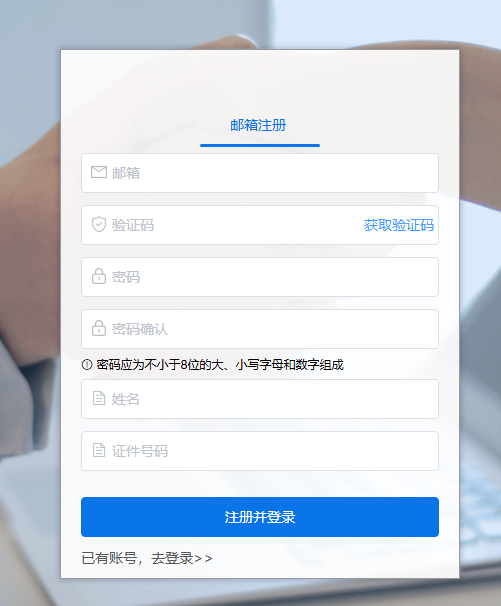 邮箱注册
邮箱
验证码 获取验证码
密码
密码确认
密码应为不小于8位的大、小写字母和数字组成
姓名
证件号码
注册并登录
已有账号，去登录>>